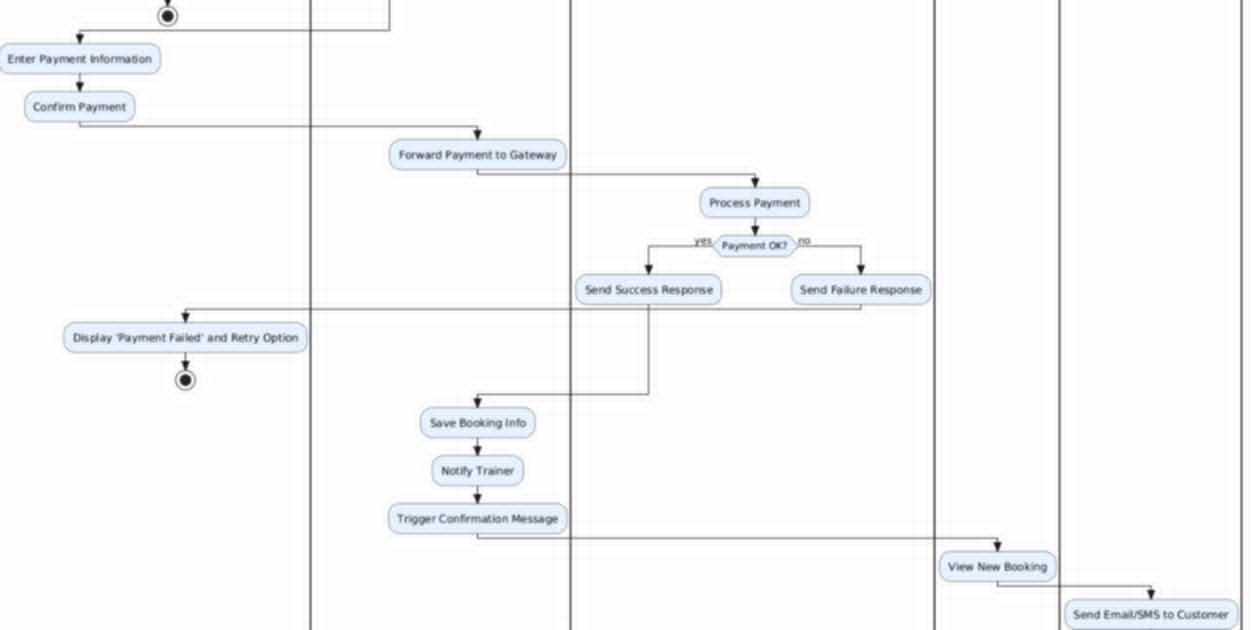 Enter Payment Information
Confirm Payment
Forward Payment to Gateway
Process Payment
yes
Payment OK?
no
Send Success Response
Send Failure Response
Display 'Payment Failed' and Retry Option
Save Booking Info
Notify Trainer
Trigger Confirmation Message
View New Booking
Send Email/SMS to Customer